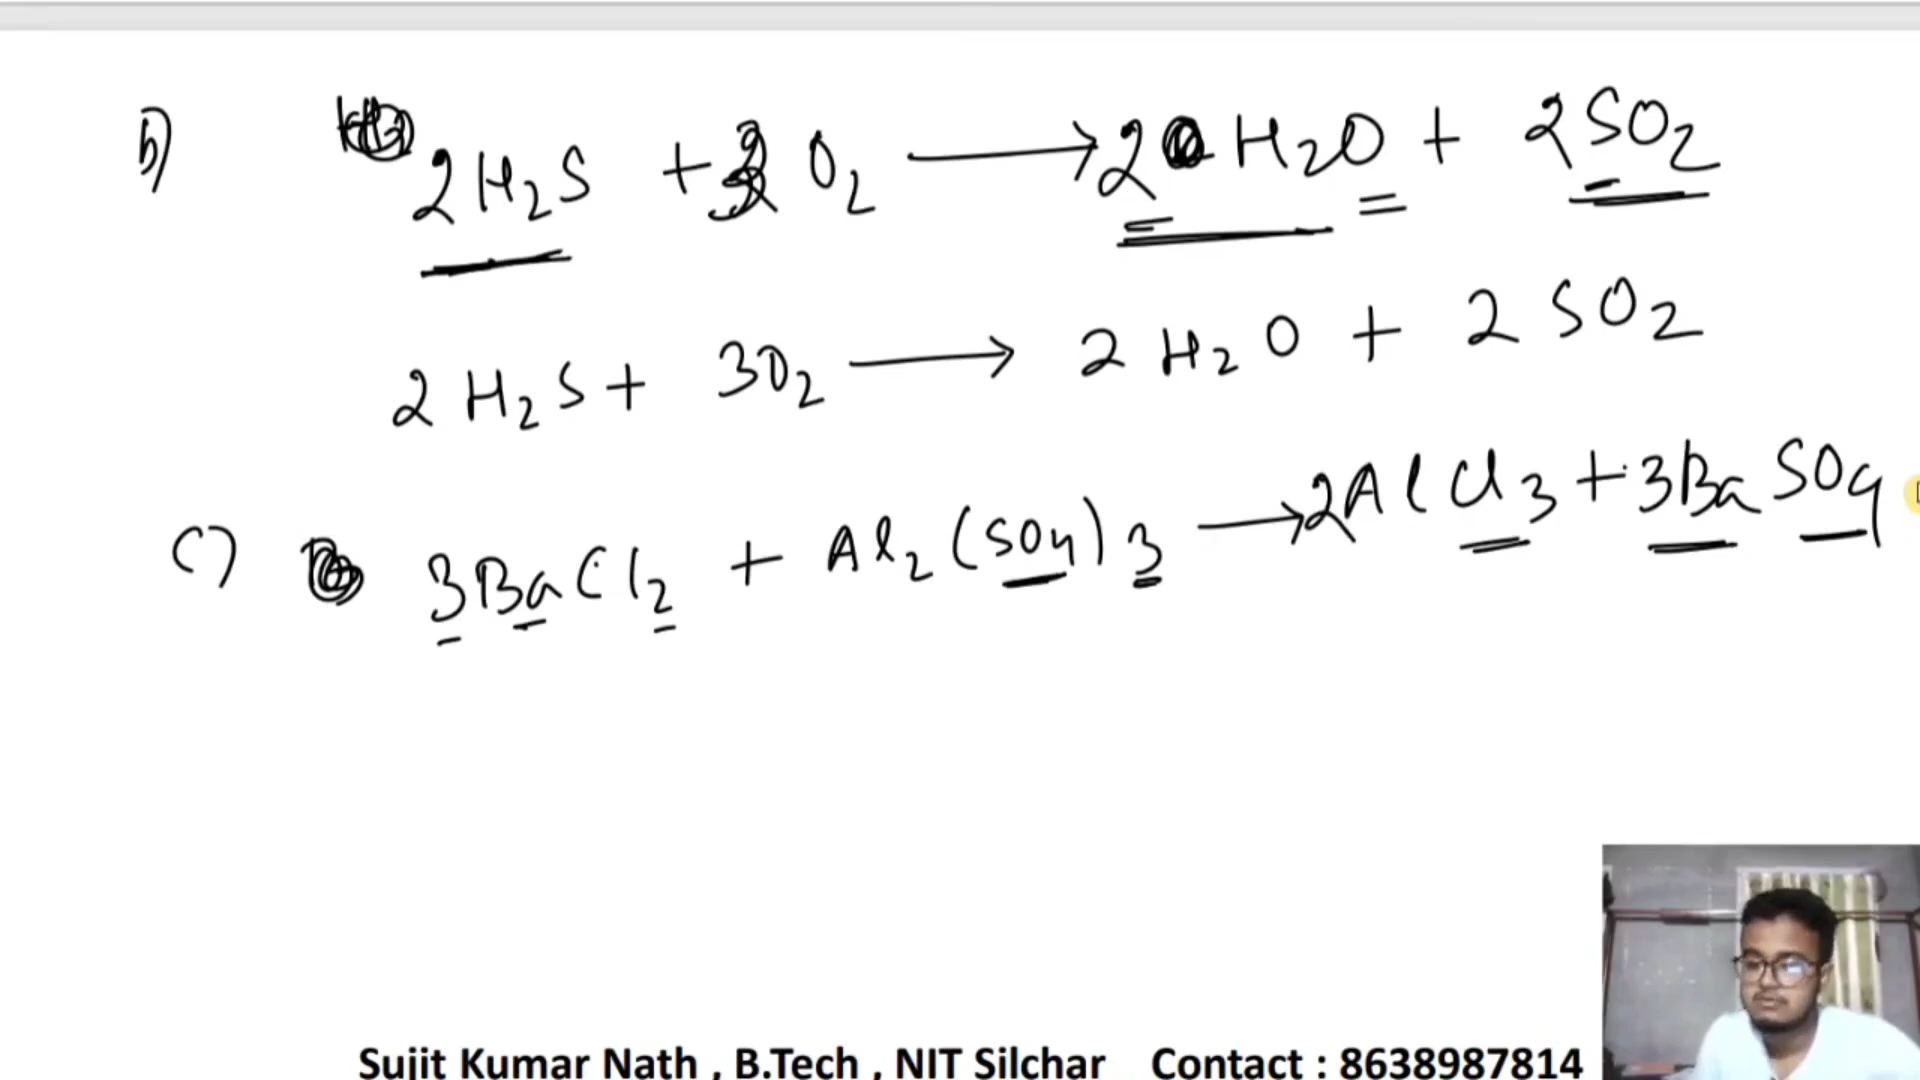 b) 2H₂S + 3O₂ → 2H₂O + 2SO₂
2H₂S + 3O₂ → 2H₂O + 2SO₂
c) 3BaCl₂ + Al₂(SO₄)₃ → 2AlCl₃ + 3BaSO₄
Sujit Kumar Nath , B.Tech , NIT Silchar Contact : 8638987814